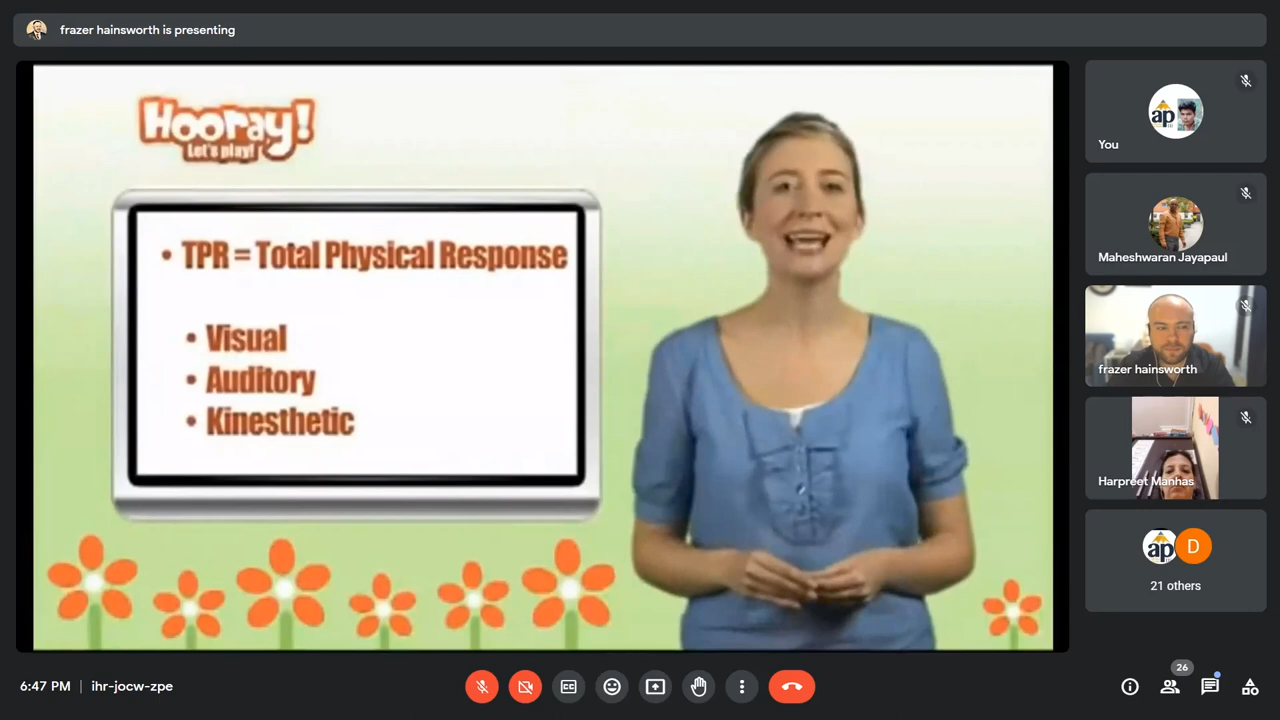 frazer hainsworth is presenting
Hooray!
Let's play!
• TPR = Total Physical Response
• Visual
• Auditory
• Kinesthetic
ap
You
Maheshwaran Jayapaul
frazer hainsworth
Harpreet Manhas
ap
D
21 others
6:47 PM | ihr-jocw-zpe
CC
26